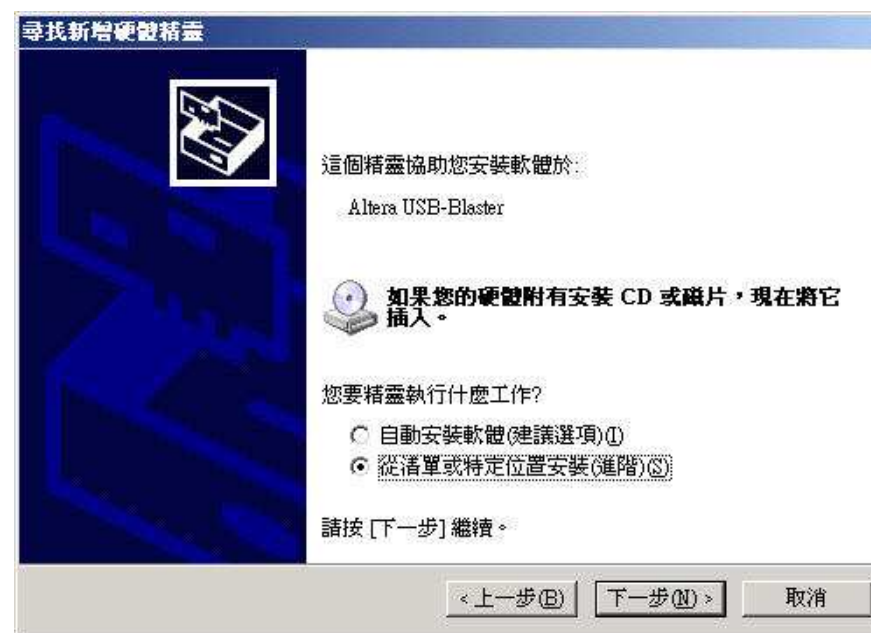 尋找新增硬體精靈
這個精靈協助您安裝軟體於:
Altera USB-Blaster
如果您的硬體附有安裝 CD 或磁片，現在將它
插入。
您要精靈執行什麼工作?
自動安裝軟體(建議選項)(I)
從清單或特定位置安裝(進階)(S)
請按 [下一步] 繼續。
< 上一步(B)
下一步(N) >
取消